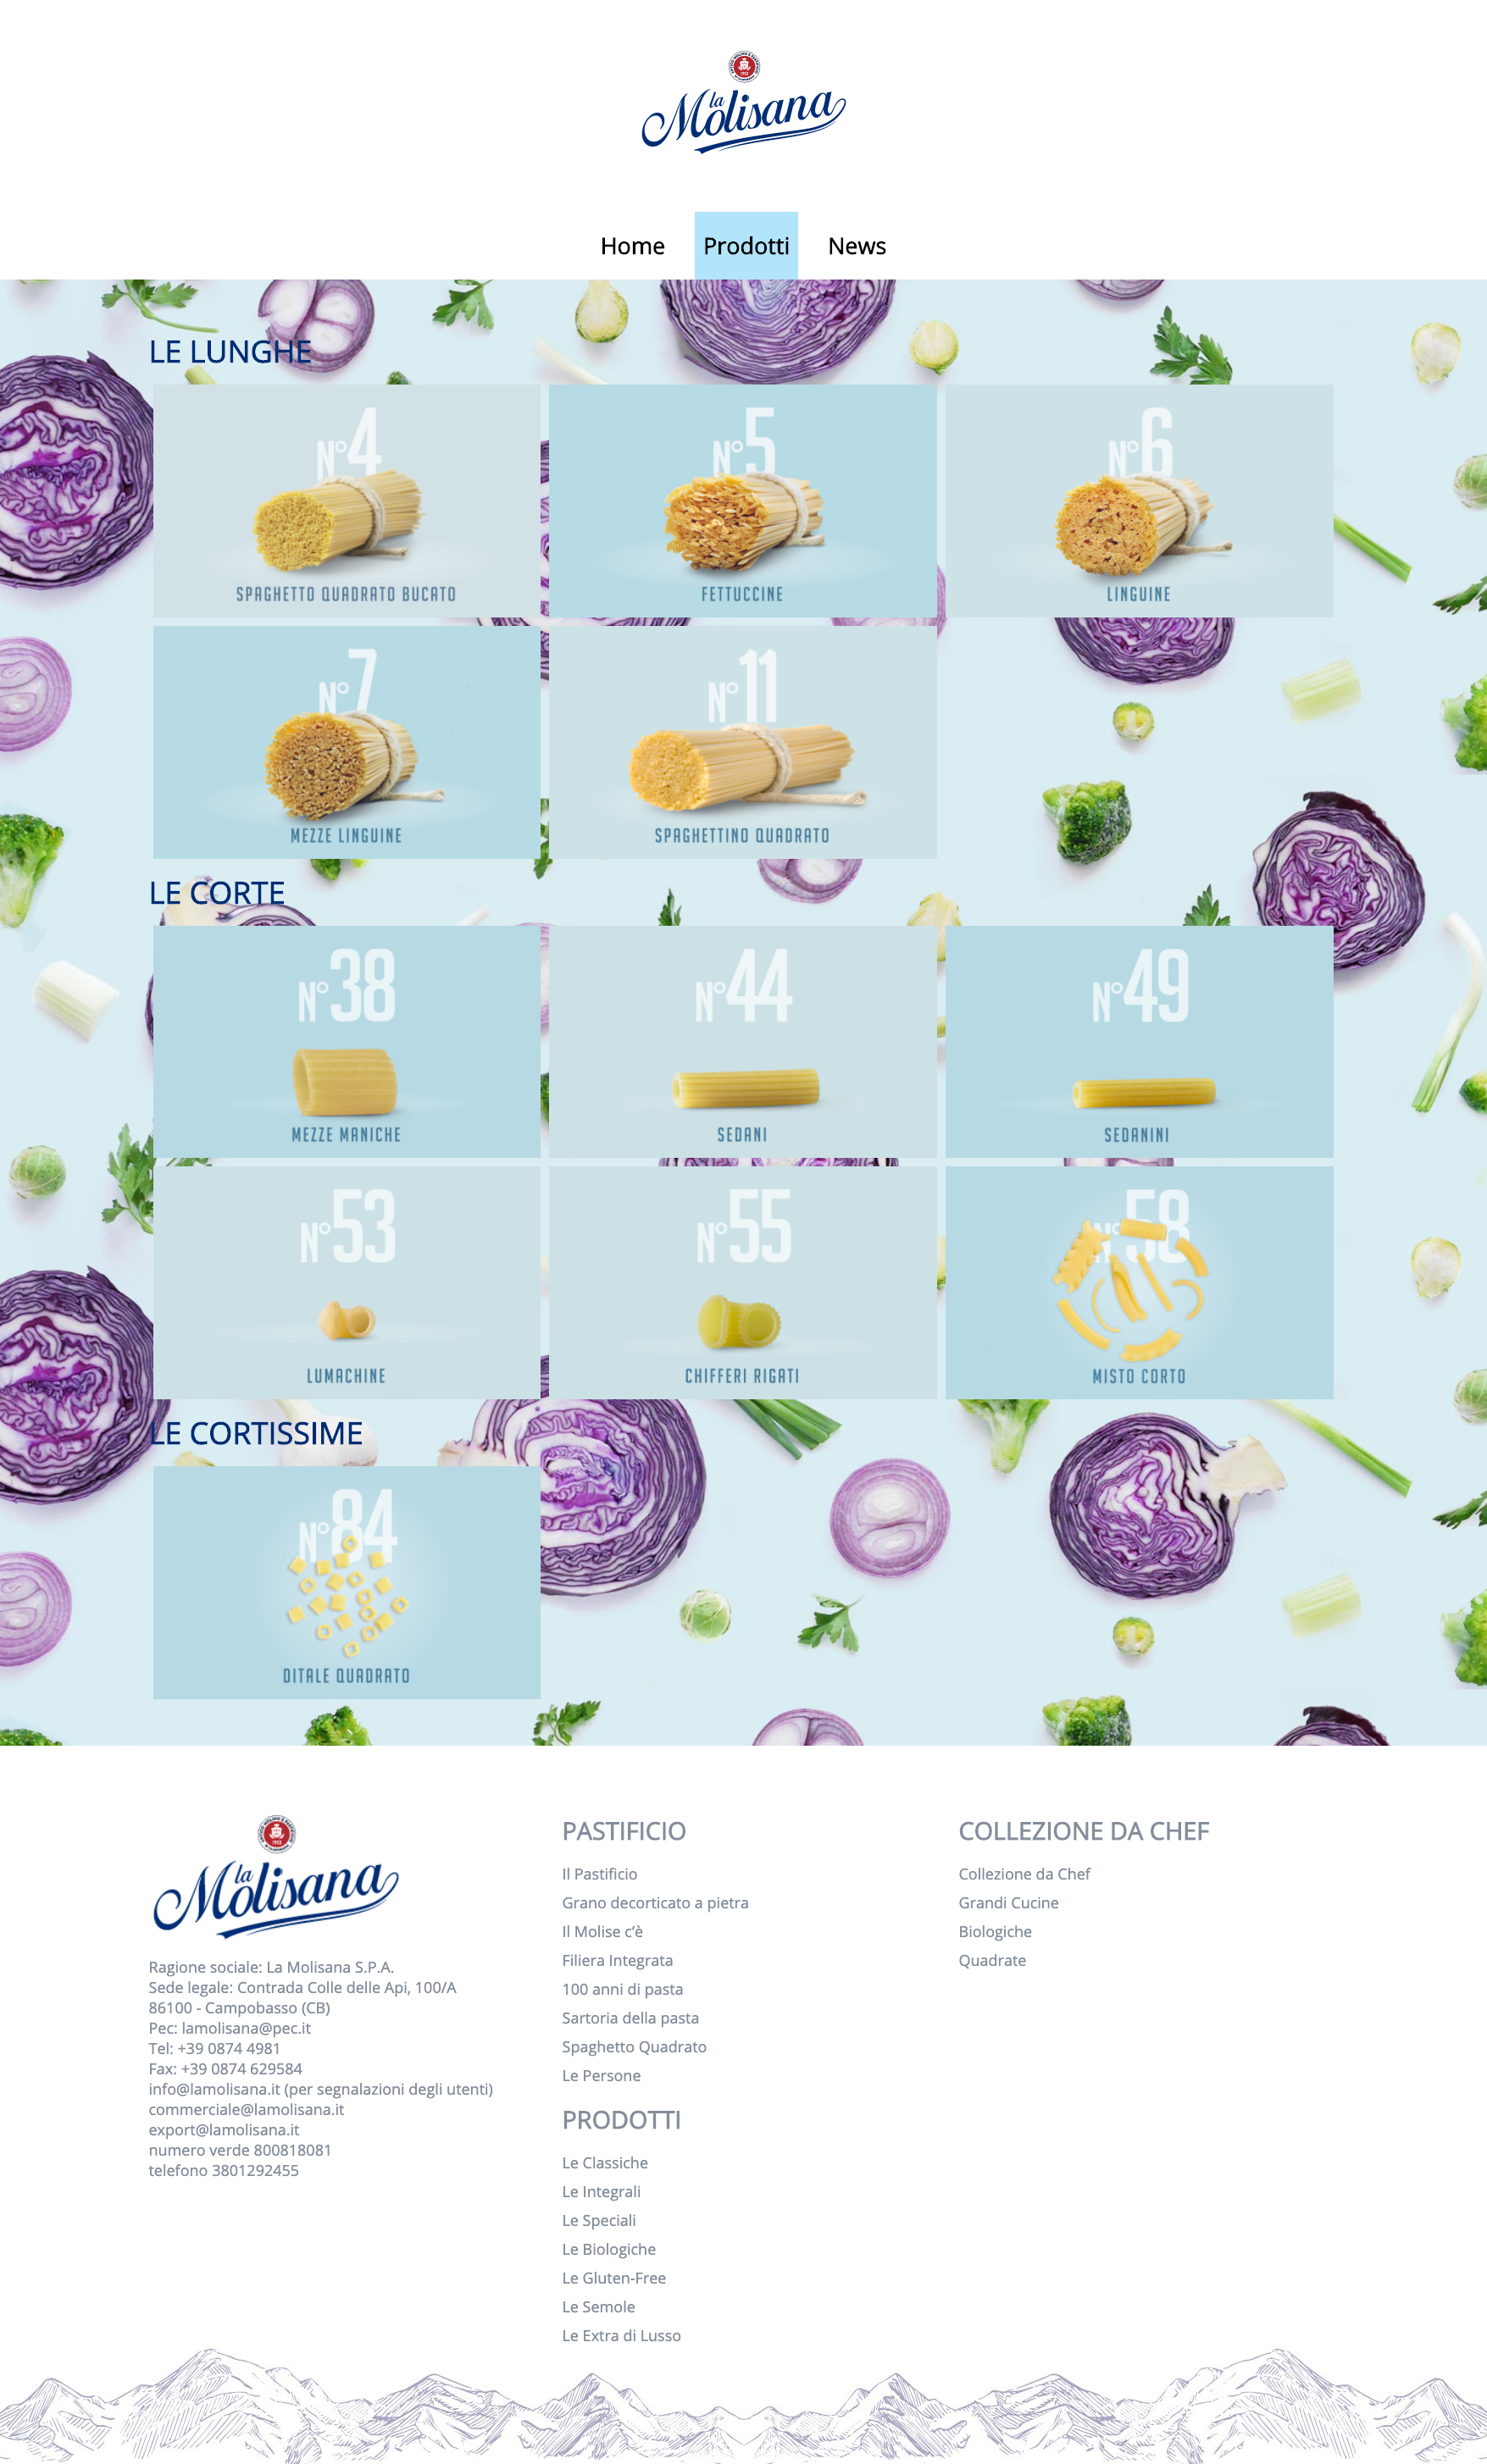 la
Molisana
Home
Prodotti
News
LE LUNGHE
N°4
SPAGHETTO QUADRATO BUCATO
N°5
FETTUCCINE
N°6
LINGUINE
N°7
MEZZE LINGUINE
N°11
SPAGHETTINO QUADRATO
LE CORTE
N°38
MEZZE MANICHE
N°44
SEDANI
N°49
SEDANINI
N°53
LUMACHINE
N°55
CHIFFERI RIGATI
N°58
MISTO CORTO
LE CORTISSIME
N°84
DITALE QUADRATO
la
Molisana
Ragione sociale: La Molisana S.P.A.
Sede legale: Contrada Colle delle Api, 100/A
86100 - Campobasso (CB)
Pec: lamolisana@pec.it
Tel: +39 0874 4981
Fax: +39 0874 629584
info@lamolisana.it (per segnalazioni degli utenti)
commerciale@lamolisana.it
export@lamolisana.it
numero verde 800818081
telefono 3801292455
PASTIFICIO
Il Pastificio
Grano decorticato a pietra
Il Molise c’è
Filiera Integrata
100 anni di pasta
Sartoria della pasta
Spaghetto Quadrato
Le Persone
PRODOTTI
Le Classiche
Le Integrali
Le Speciali
Le Biologiche
Le Gluten-Free
Le Semole
Le Extra di Lusso
COLLEZIONE DA CHEF
Collezione da Chef
Grandi Cucine
Biologiche
Quadrate